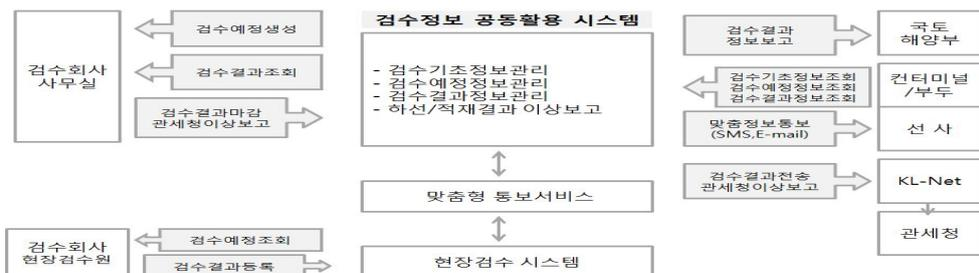 검수회사
사무실
검수예정생성
검수결과조회
검수결과마감
관세청이상보고
검수정보 공동활용 시스템
- 검수기초정보관리
- 검수예정정보관리
- 검수결과정보관리
- 하선/적재결과 이상보고
맞춤형 통보서비스
현장검수 시스템
검수회사
현장검수원
검수예정조회
검수결과등록
검수결과
정보보고
국토
해양부
검수기초정보조회
검수예정정보조회
검수결과정보조회
컨터미널
/부두
맞춤정보통보
(SMS,E-mail)
선 사
검수결과전송
관세청이상보고
KL-Net
관세청